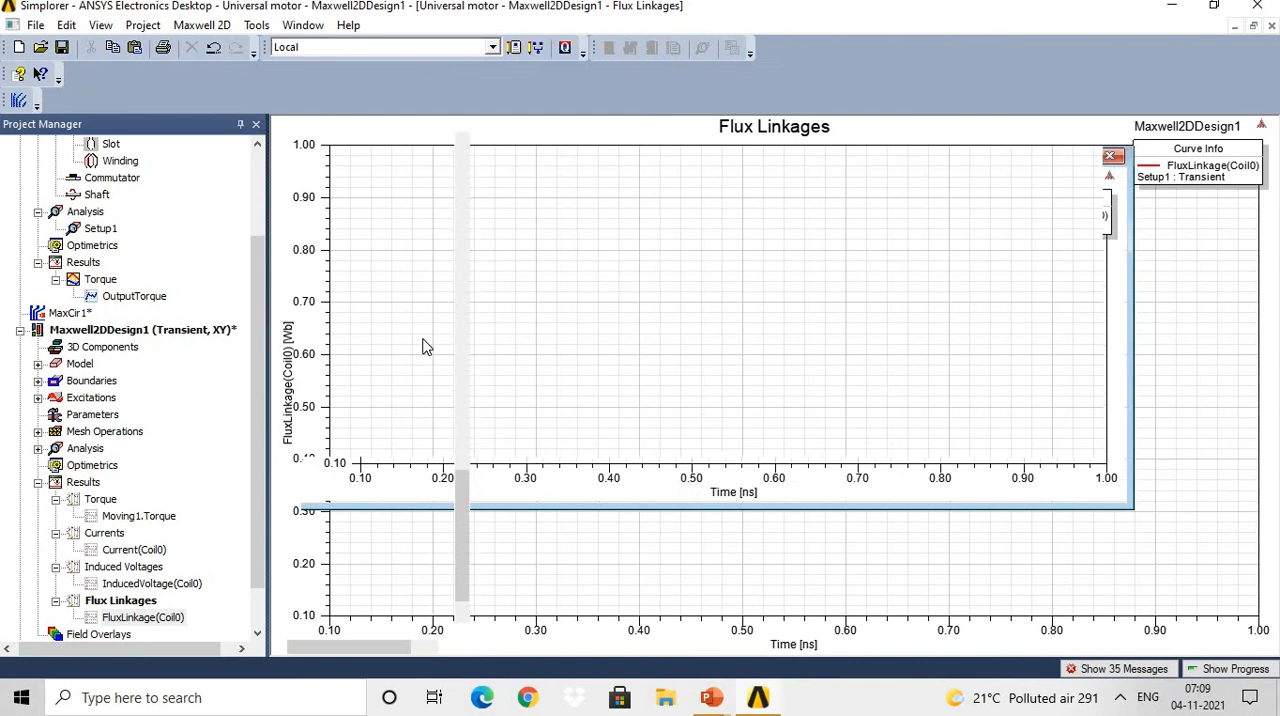 Simplorer - ANSYS Electronics Desktop - Universal motor - Maxwell2DDesign1 - [Universal motor - Maxwell2DDesign1 - Flux Linkages]
File Edit View Project Maxwell 2D Tools Window Help
Local
Project Manager
Slot
Winding
Commutator
Shaft
Analysis
Setup1
Optimetrics
Results
Torque
OutputTorque
MaxCir1*
Maxwell2DDesign1 (Transient, XY)*
3D Components
Model
Boundaries
Excitations
Parameters
Mesh Operations
Analysis
Optimetrics
Results
Torque
Moving1.Torque
Currents
Current(Coil0)
Induced Voltages
InducedVoltage(Coil0)
Flux Linkages
FluxLinkage(Coil0)
Field Overlays
Flux Linkages
Maxwell2DDesign1
Curve Info
FluxLinkage(Coil0)
Setup1 : Transient
1.00
0.90
0.80
0.70
0.60
0.50
FluxLinkage(Coil0) [Wb]
0.10
0.10 0.20 0.30 0.40 0.50 0.60 0.70 0.80 0.90 1.00
Time [ns]
0.30
0.20
0.10
0.10 0.20 0.30 0.40 0.50 0.60 0.70 0.80 0.90 1.00
Time [ns]
Show 35 Messages Show Progress
Type here to search
21°C Polluted air 291
ENG
07:09
04-11-2021